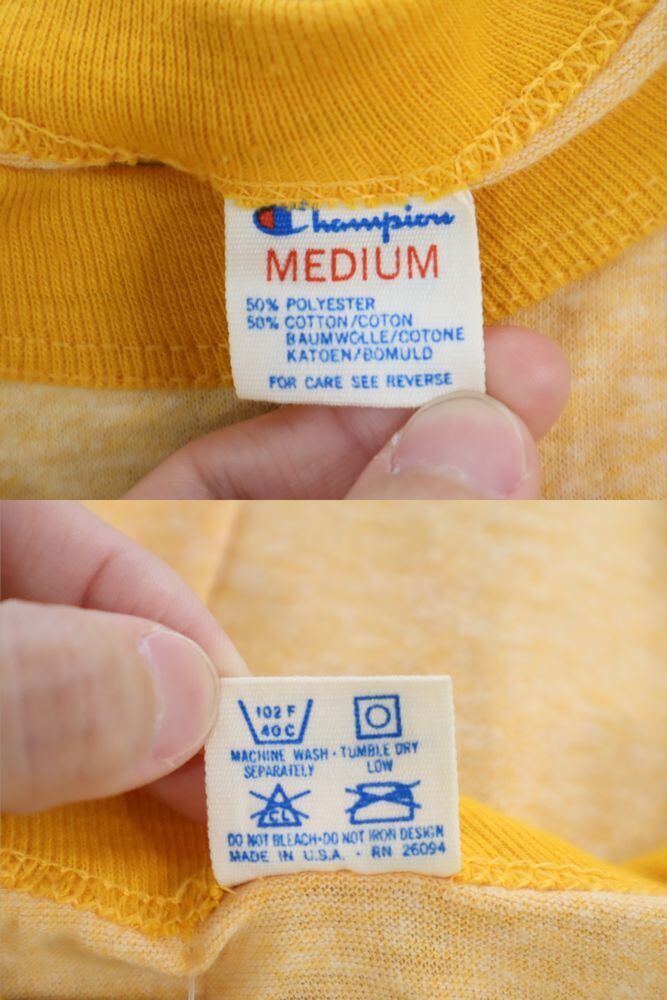 Champion
MEDIUM
50% POLYESTER
50% COTTON/COTON
BAUMWOLLE/COTONE
KATOEN/BOMULD
FOR CARE SEE REVERSE
102 F
40C
MACHINE WASH · TUMBLE DRY
SEPARATELY LOW
CL
DO NOT BLEACH · DO NOT IRON DESIGN
MADE IN U.S.A. · RN 26094